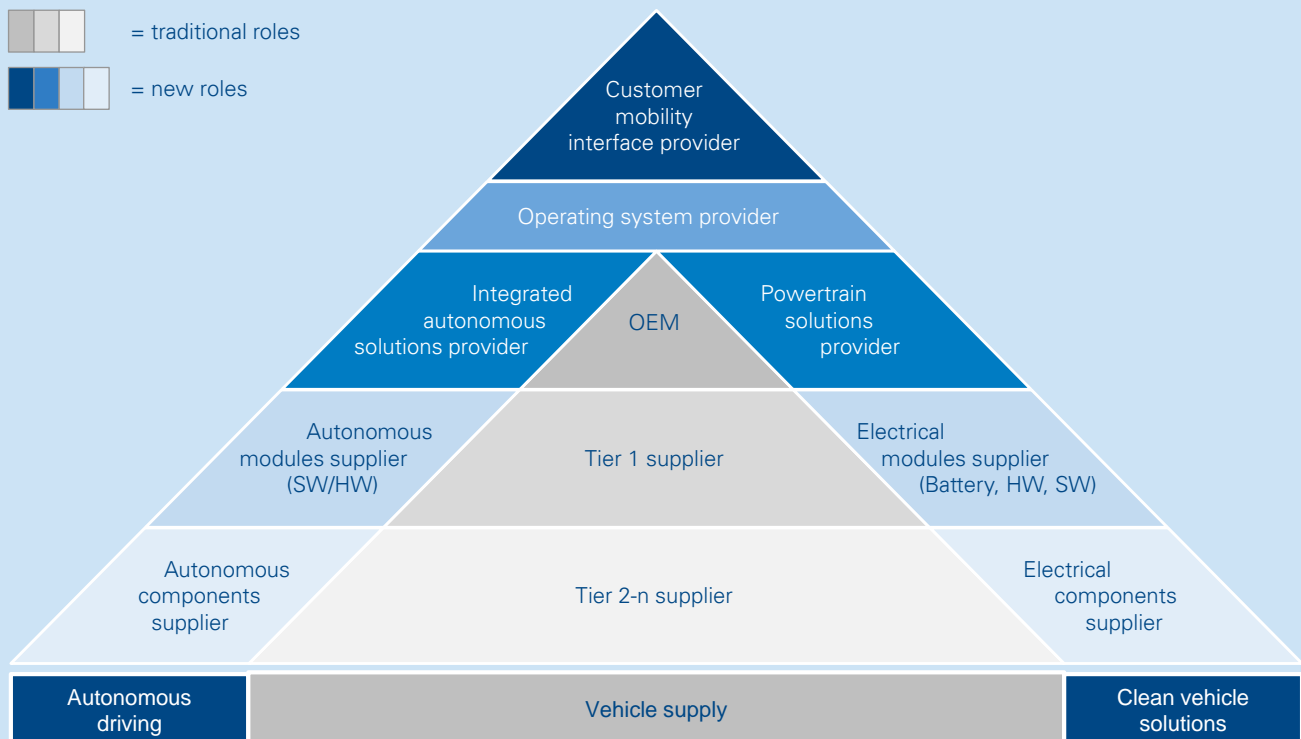 = traditional roles
= new roles
Customer
mobility
interface provider
Operating system provider
Integrated
autonomous
solutions provider
OEM
Powertrain
solutions
provider
Autonomous
modules supplier
(SW/HW)
Tier 1 supplier
Electrical
modules supplier
(Battery, HW, SW)
Autonomous
components
supplier
Tier 2-n supplier
Electrical
components
supplier
Autonomous
driving
Vehicle supply
Clean vehicle
solutions